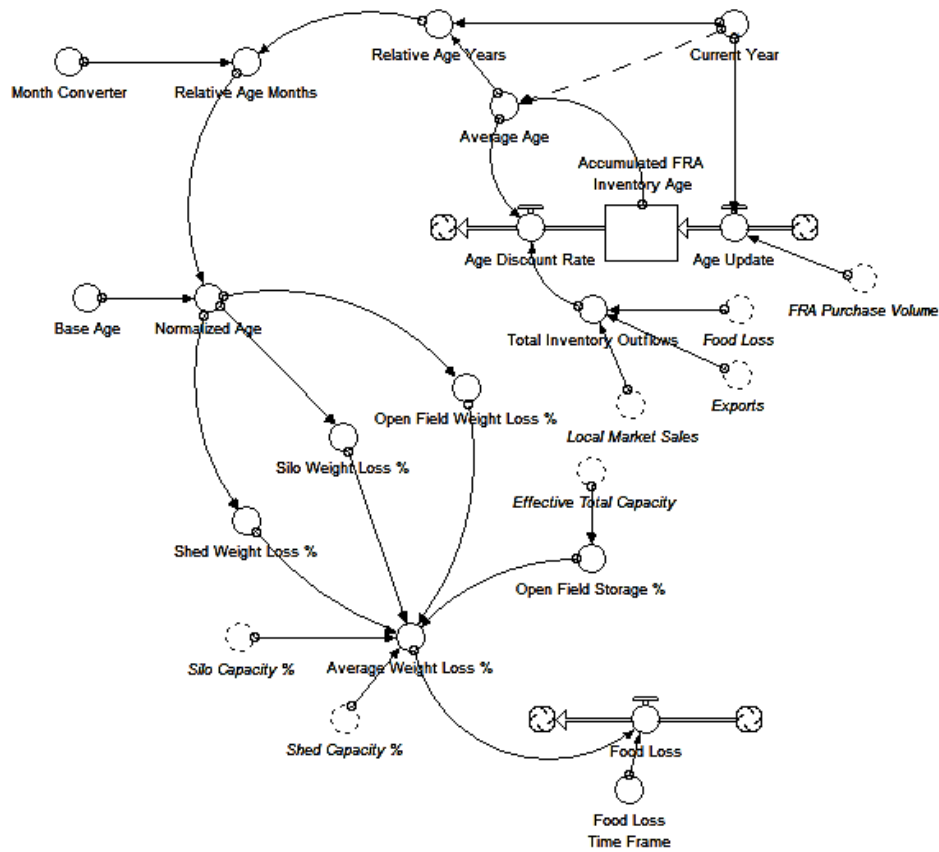 Relative Age Years
Current Year
Month Converter
Relative Age Months
Average Age
Accumulated FRA
Inventory Age
Age Discount Rate
Age Update
FRA Purchase Volume
Base Age
Normalized Age
Total Inventory Outflows
Food Loss
Exports
Open Field Weight Loss %
Local Market Sales
Silo Weight Loss %
Effective Total Capacity
Shed Weight Loss %
Open Field Storage %
Silo Capacity %
Average Weight Loss %
Shed Capacity %
Food Loss
Food Loss
Time Frame